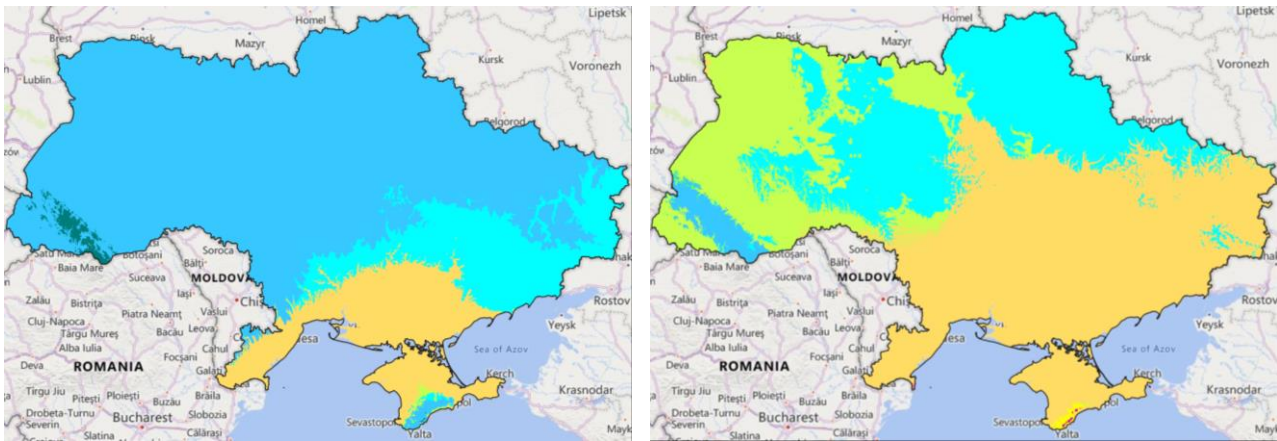 Homel
Lipetsk
Brest
Pinsk
Mazyr
Kursk
Voronezh
Lublin
Belgorod
Soroca
Satu Mare
Botoșani
Baia Mare
Bălți
Suceava
MOLDOVA
Zalău
Bistrița
Iași
Chiș
Rostov
Cluj-Napoca
Piatra Neamț
Vaslui
Yeysk
Târgu Mureș
Bacău
Leova
Alba Iulia
Cahul
Sea of Azov
Deva
ROMANIA
Focșani
Galați
Kerch
Târgu Jiu
Pitești
Ploiești
Buzău
Brăila
Krasnodar
Drobeta-Turnu
Slobozia
Sevastopol
Severin
Bucharest
Slatina
Călărași
Yalta
Homel
Lipetsk
Brest
Pinsk
Mazyr
Kursk
Voronezh
Lublin
Belgorod
Soroca
Satu Mare
Botoșani
Baia Mare
Bălți
Suceava
MOLDOVA
Zalău
Bistrița
Iași
Chiș
Rostov
Cluj-Napoca
Piatra Neamț
Vaslui
Yeysk
Târgu Mureș
Bacău
Leova
Alba Iulia
Cahul
Sea of Azov
Deva
ROMANIA
Focșani
Galați
Kerch
Târgu Jiu
Pitești
Ploiești
Buzău
Brăila
Krasnodar
Drobeta-Turnu
Slobozia
Sevastopol
Severin
Bucharest
Slatina
Călărași
Yalta